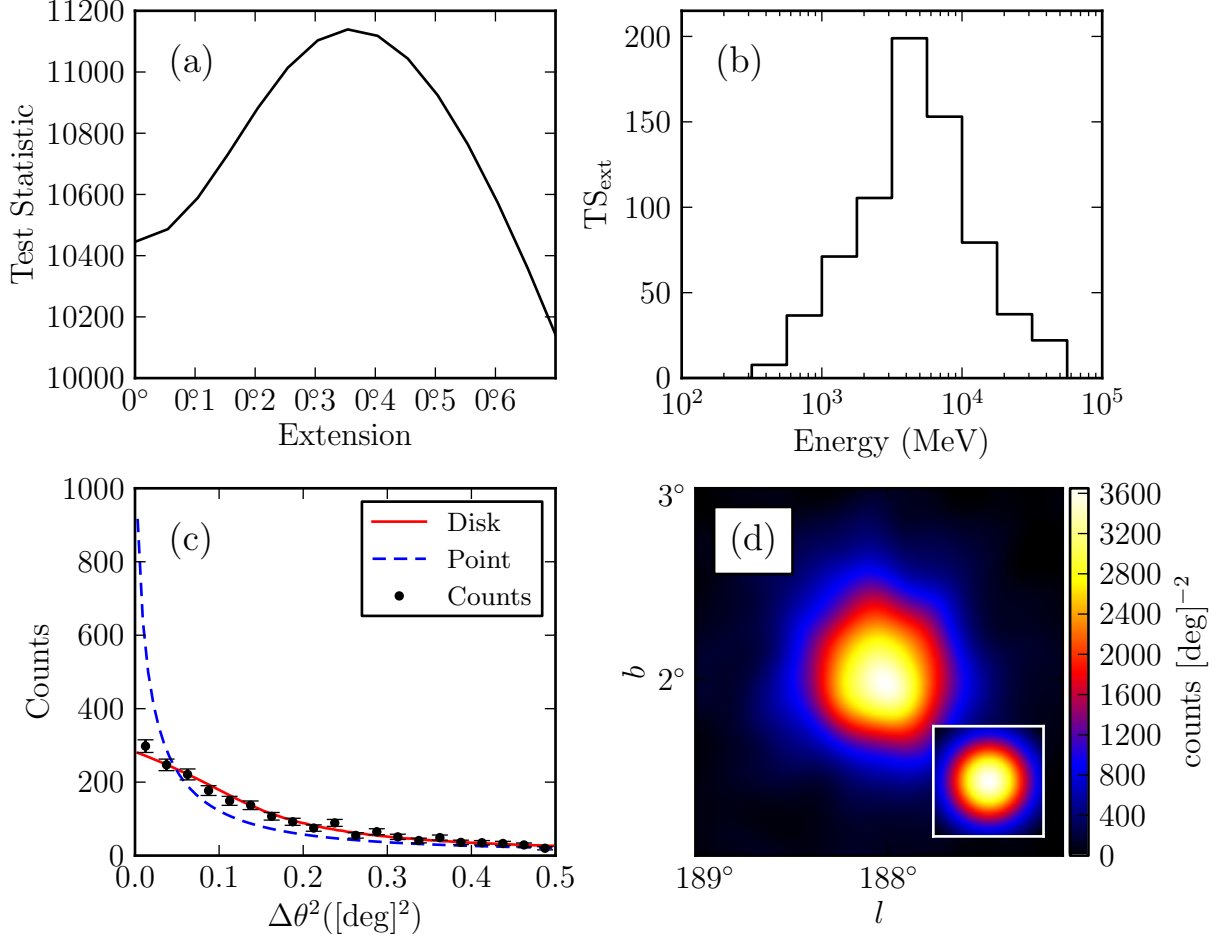 (a)
Test Statistic
11200
11000
10800
10600
10400
10200
10000
0° 0°.1 0°.2 0°.3 0°.4 0°.5 0°.6
Extension
(b)
TS_ext
200
150
100
50
0
10^2 10^3 10^4 10^5
Energy (MeV)
(c)
Disk
Point
Counts
Counts
1000
800
600
400
200
0
0.0 0.1 0.2 0.3 0.4 0.5
Δθ^2([deg]^2)
(d)
b
3°
2°
189° 188°
l
3600
3200
2800
2400
2000
1600
1200
800
400
0
counts [deg]^−2